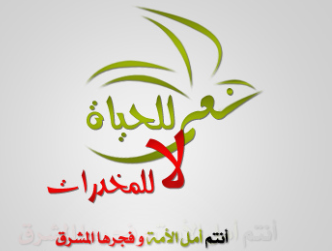 نعم للحياة
لا للمخدرات
أنتم أمل الأمة و فجرها المشرق